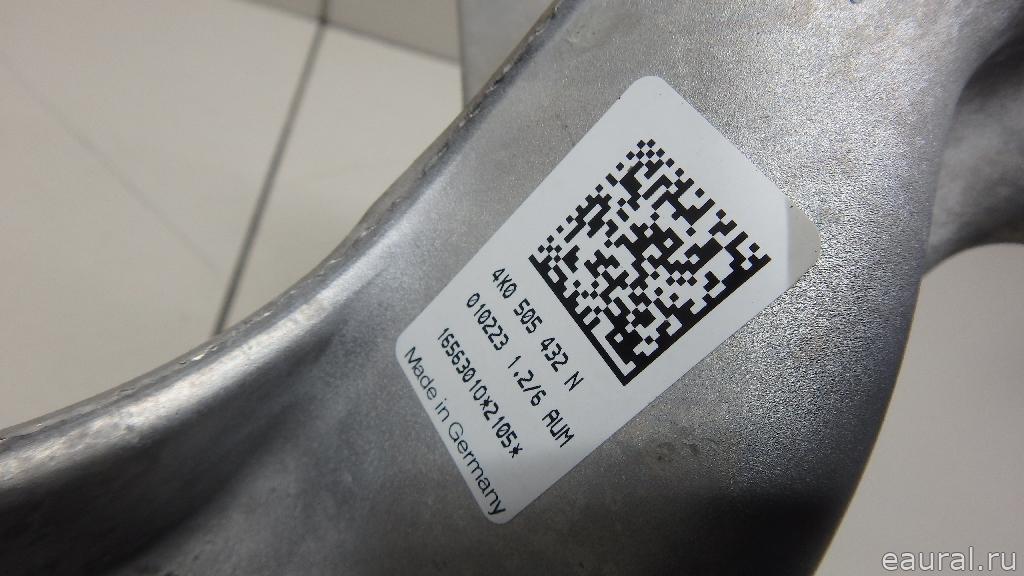 4K0 505 432 N
010223 1.2/6 AUM
16563010*2105*
Made in Germany
eaural.ru